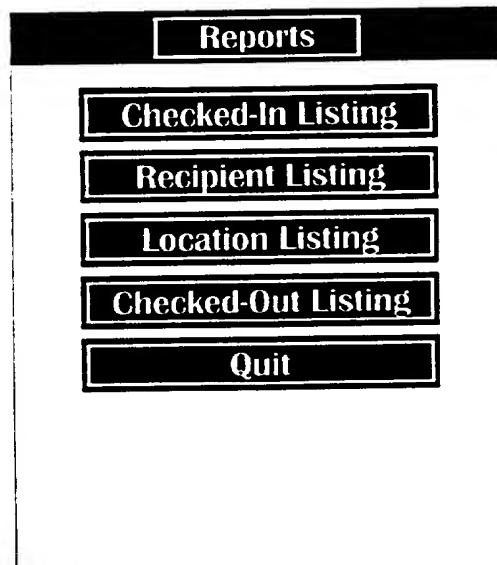 Reports
Checked-In Listing
Recipient Listing
Location Listing
Checked-Out Listing
Quit